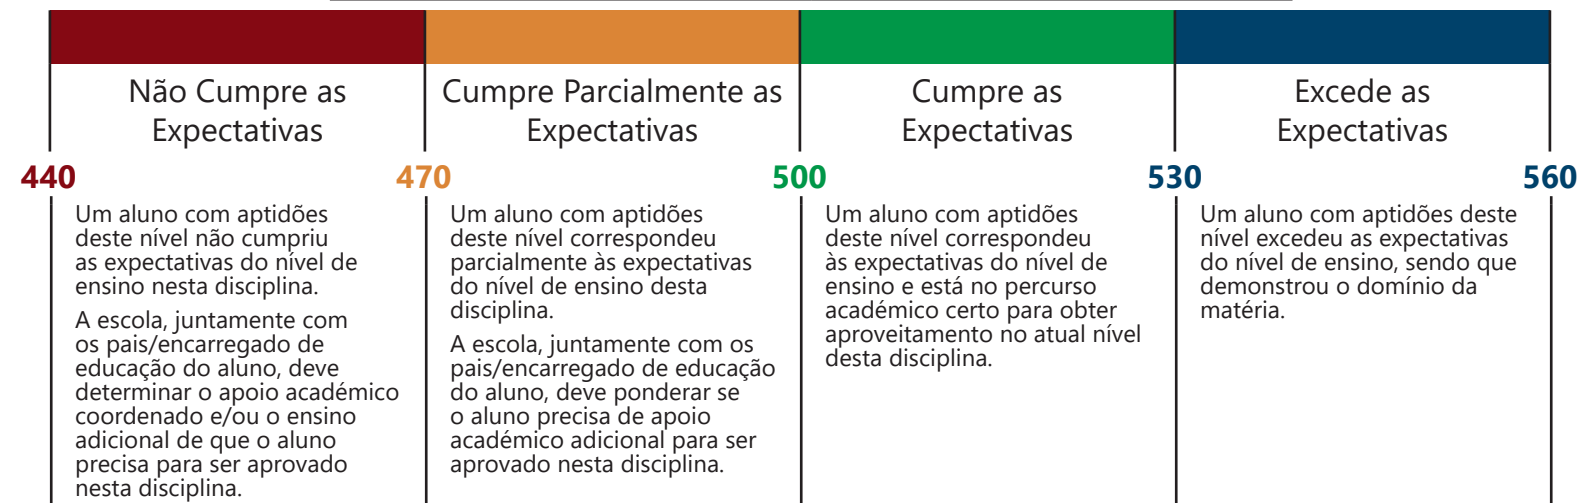 Não Cumpre as
Expectativas
Cumpre Parcialmente as
Expectativas
Cumpre as
Expectativas
Excede as
Expectativas
440
470
500
530
560
Um aluno com aptidões
deste nível não cumpriu
as expectativas do nível de
ensino nesta disciplina.
A escola, juntamente com
os pais/encarregado de
educação do aluno, deve
determinar o apoio académico
coordenado e/ou o ensino
adicional de que o aluno
precisa para ser aprovado
nesta disciplina.
Um aluno com aptidões
deste nível correspondeu
parcialmente às expectativas
do nível de ensino desta
disciplina.
A escola, juntamente com os
pais/encarregado de educação
do aluno, deve ponderar se
o aluno precisa de apoio
académico adicional para ser
aprovado nesta disciplina.
Um aluno com aptidões
deste nível correspondeu
às expectativas do nível de
ensino e está no percurso
académico certo para obter
aproveitamento no atual nível
desta disciplina.
Um aluno com aptidões deste
nível excedeu as expectativas
do nível de ensino, sendo que
demonstrou o domínio da
matéria.